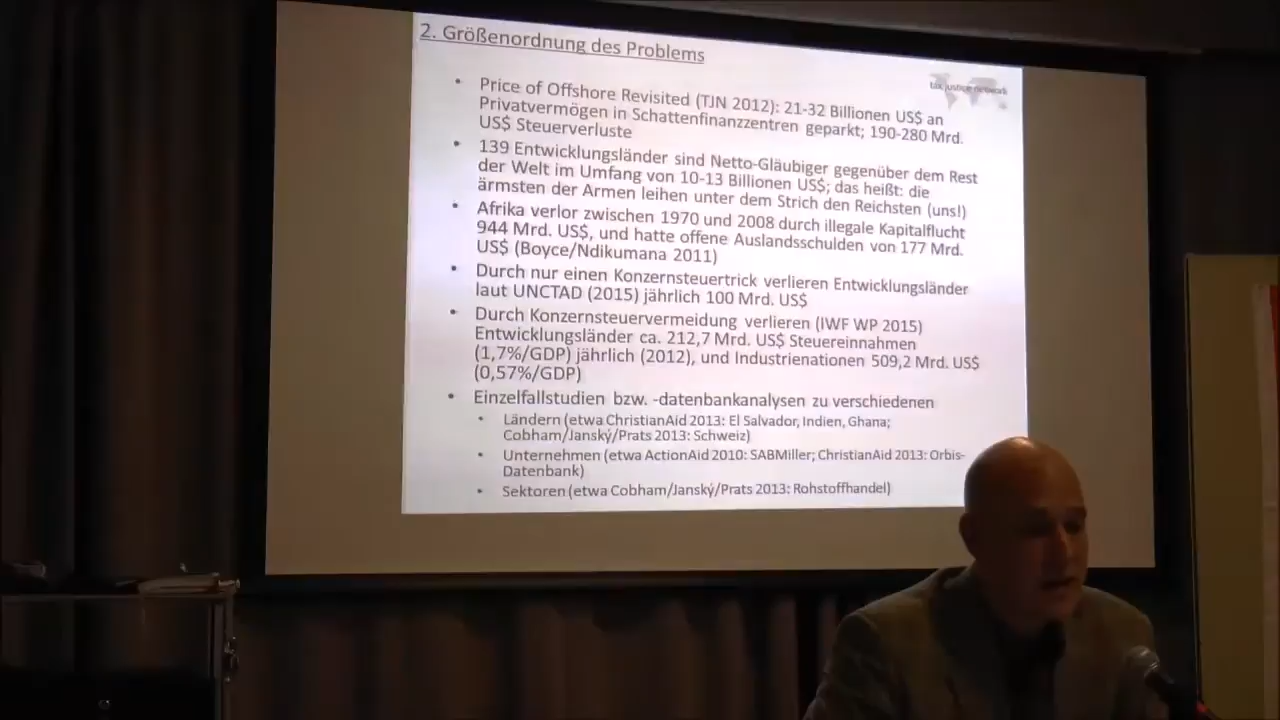 2. Größenordnung des Problems
tax justice network
• Price of Offshore Revisited (TJN 2012): 21-32 Billionen US$ an
Privatvermögen in Schattenfinanzzentren geparkt; 190-280 Mrd.
US$ Steuerverluste
• 139 Entwicklungsländer sind Netto-Gläubiger gegenüber dem Rest
der Welt im Umfang von 10-13 Billionen US$; das heißt: die
ärmsten der Armen leihen unter dem Strich den Reichsten (uns!)
• Afrika verlor zwischen 1970 und 2008 durch illegale Kapitalflucht
944 Mrd. US$, und hatte offene Auslandsschulden von 177 Mrd.
US$ (Boyce/Ndikumana 2011)
• Durch nur einen Konzernsteuertrick verlieren Entwicklungsländer
laut UNCTAD (2015) jährlich 100 Mrd. US$
• Durch Konzernsteuervermeidung verlieren (IWF WP 2015)
Entwicklungsländer ca. 212,7 Mrd. US$ Steuereinnahmen
(1,7%/GDP) jährlich (2012), und Industrienationen 509,2 Mrd. US$
(0,57%/GDP)
• Einzelfallstudien bzw. -datenbankanalysen zu verschiedenen
• Ländern (etwa ChristianAid 2013: El Salvador, Indien, Ghana;
Cobham/Janský/Prats 2013: Schweiz)
• Unternehmen (etwa ActionAid 2010: SABMiller; ChristianAid 2013: Orbis-
Datenbank)
• Sektoren (etwa Cobham/Janský/Prats 2013: Rohstoffhandel)